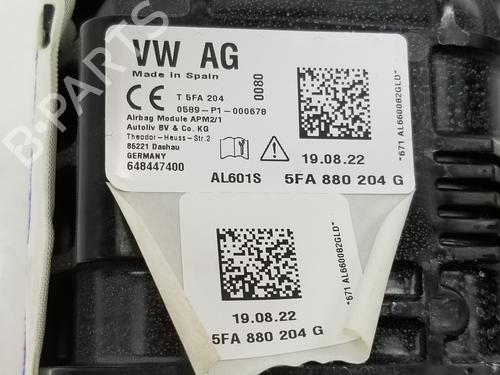 VW AG
Made in Spain
T 5FA 204
0589-P1-000678
0080
Airbag Module APM2/1
Autoliv BV & Co. KG
Theodor-Heuss-Str.2
85221 Dachau
GERMANY
648447400
AL601S
19.08.22
5FA 880 204 G
*671 AL660082GLD*
19.08.22
5FA 880 204 G
*671 AL660082GLD*
B-PARTS